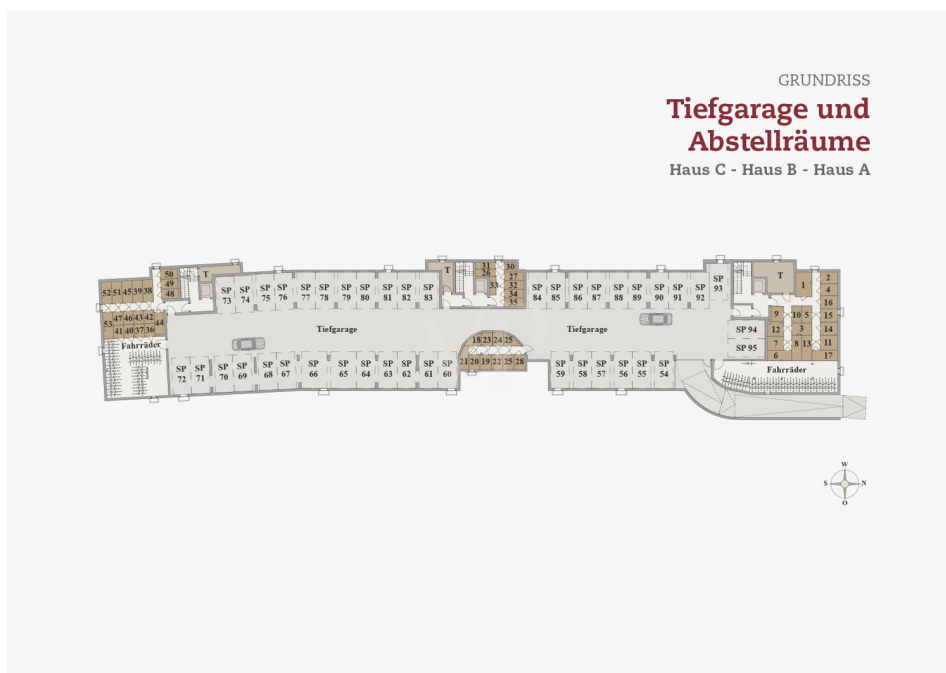 GRUNDRISS
Tiefgarage und
Abstellräume
Haus C - Haus B - Haus A
50
49
48
T
52 51 45 39 38
53
47 46 43 42
44
41 40 37 36
Fahrräder
SP 73
SP 74
SP 75
SP 76
SP 77
SP 78
SP 79
SP 80
SP 81
SP 82
SP 83
T
31
26
33
30
27
32
34
35
SP 84
SP 85
SP 86
SP 87
SP 88
SP 89
SP 90
SP 91
SP 92
SP 93
T
1
2
4
16
9
10 5
15
12
3
14
7
8 13
11
6
17
Tiefgarage
Tiefgarage
SP 94
SP 95
18 23 24 25
21 20 19 22 25 28
SP 72
SP 71
SP 70
SP 69
SP 68
SP 67
SP 66
SP 65
SP 64
SP 63
SP 62
SP 61
SP 60
SP 59
SP 58
SP 57
SP 56
SP 55
SP 54
Fahrräder
W
S N
O